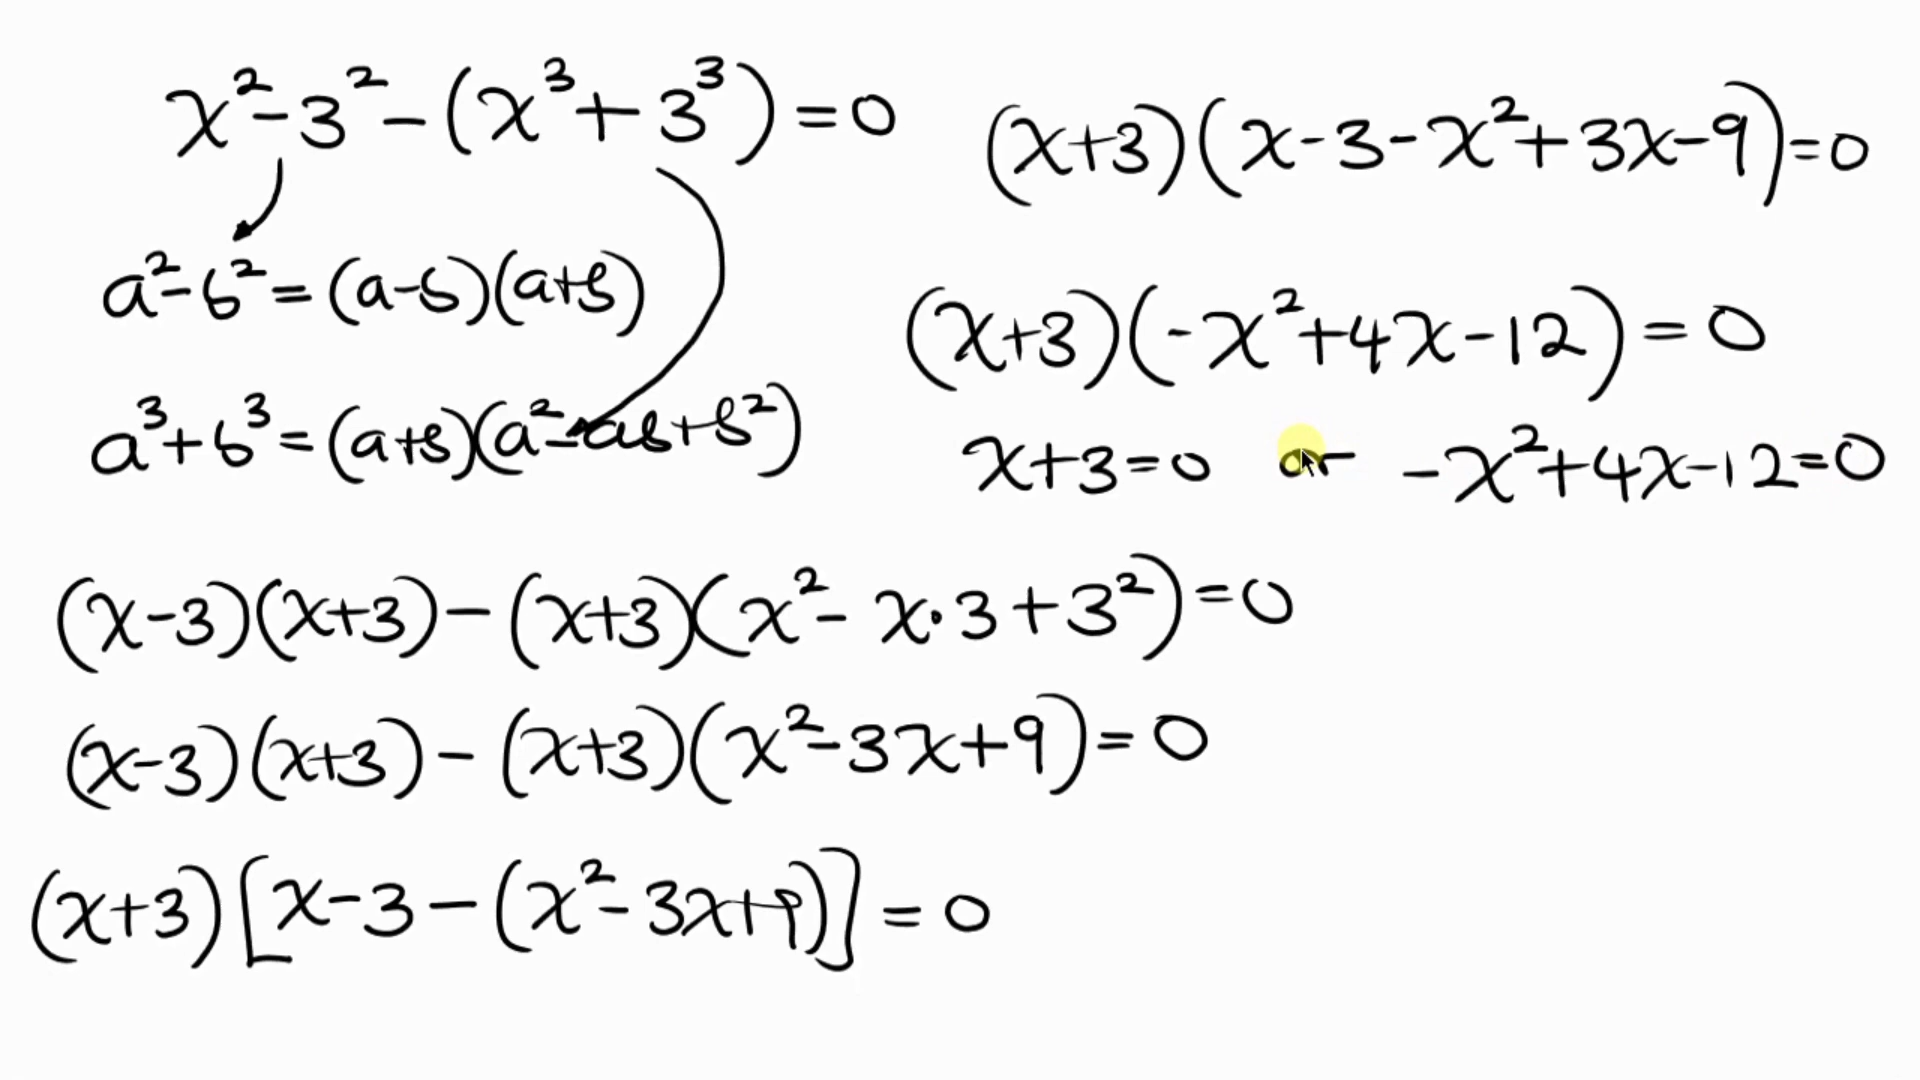 x²-3²-(x³+3³)=0
a²-b²=(a-b)(a+b)
a³+b³=(a+b)(a²-ab+b²)
(x-3)(x+3)-(x+3)(x²-x·3+3²)=0
(x-3)(x+3)-(x+3)(x²-3x+9)=0
(x+3)[x-3-(x²-3x+9)]=0
(x+3)(x-3-x²+3x-9)=0
(x+3)(-x²+4x-12)=0
x+3=0 or -x²+4x-12=0